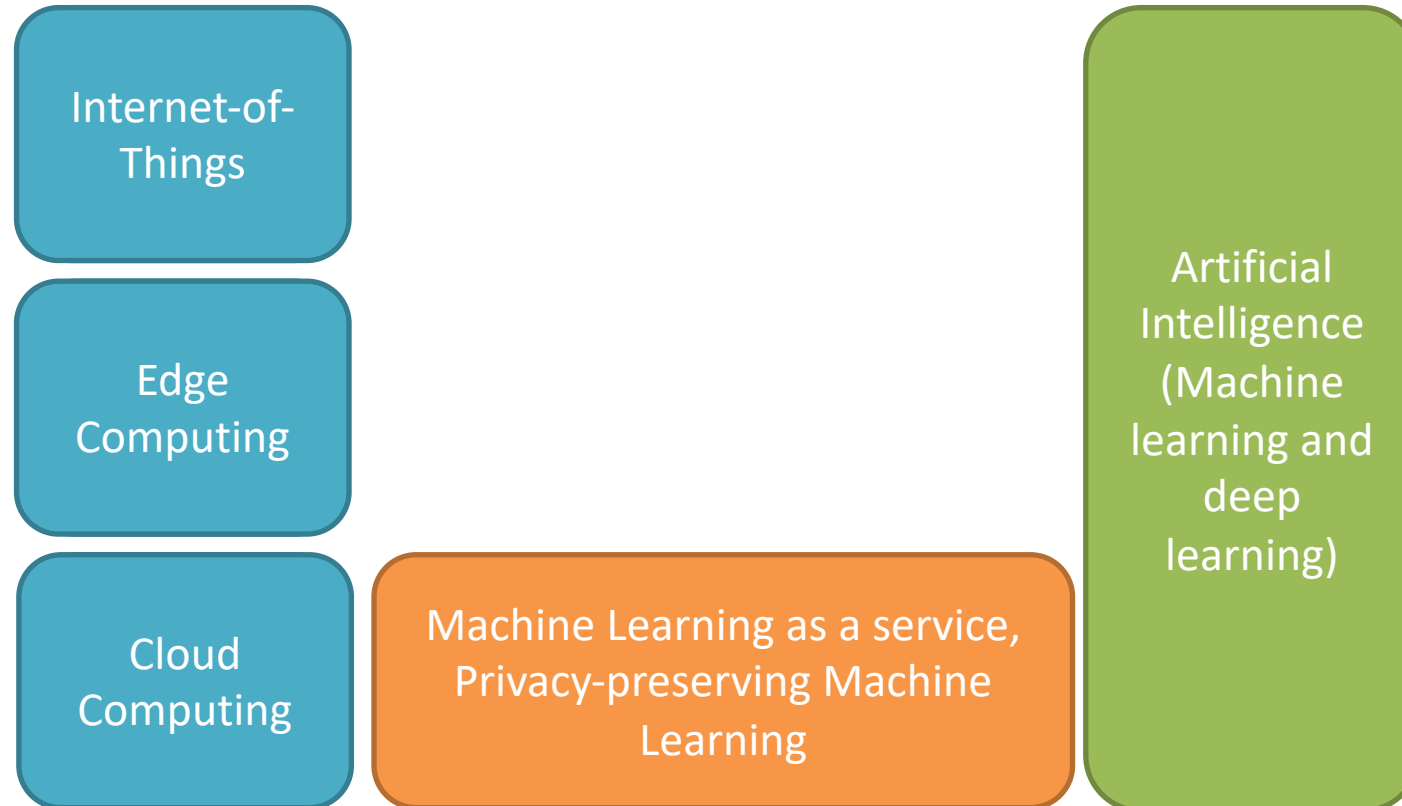 Internet-of-
Things
Edge
Computing
Cloud
Computing
Machine Learning as a service,
Privacy-preserving Machine
Learning
Artificial
Intelligence
(Machine
learning and
deep
learning)